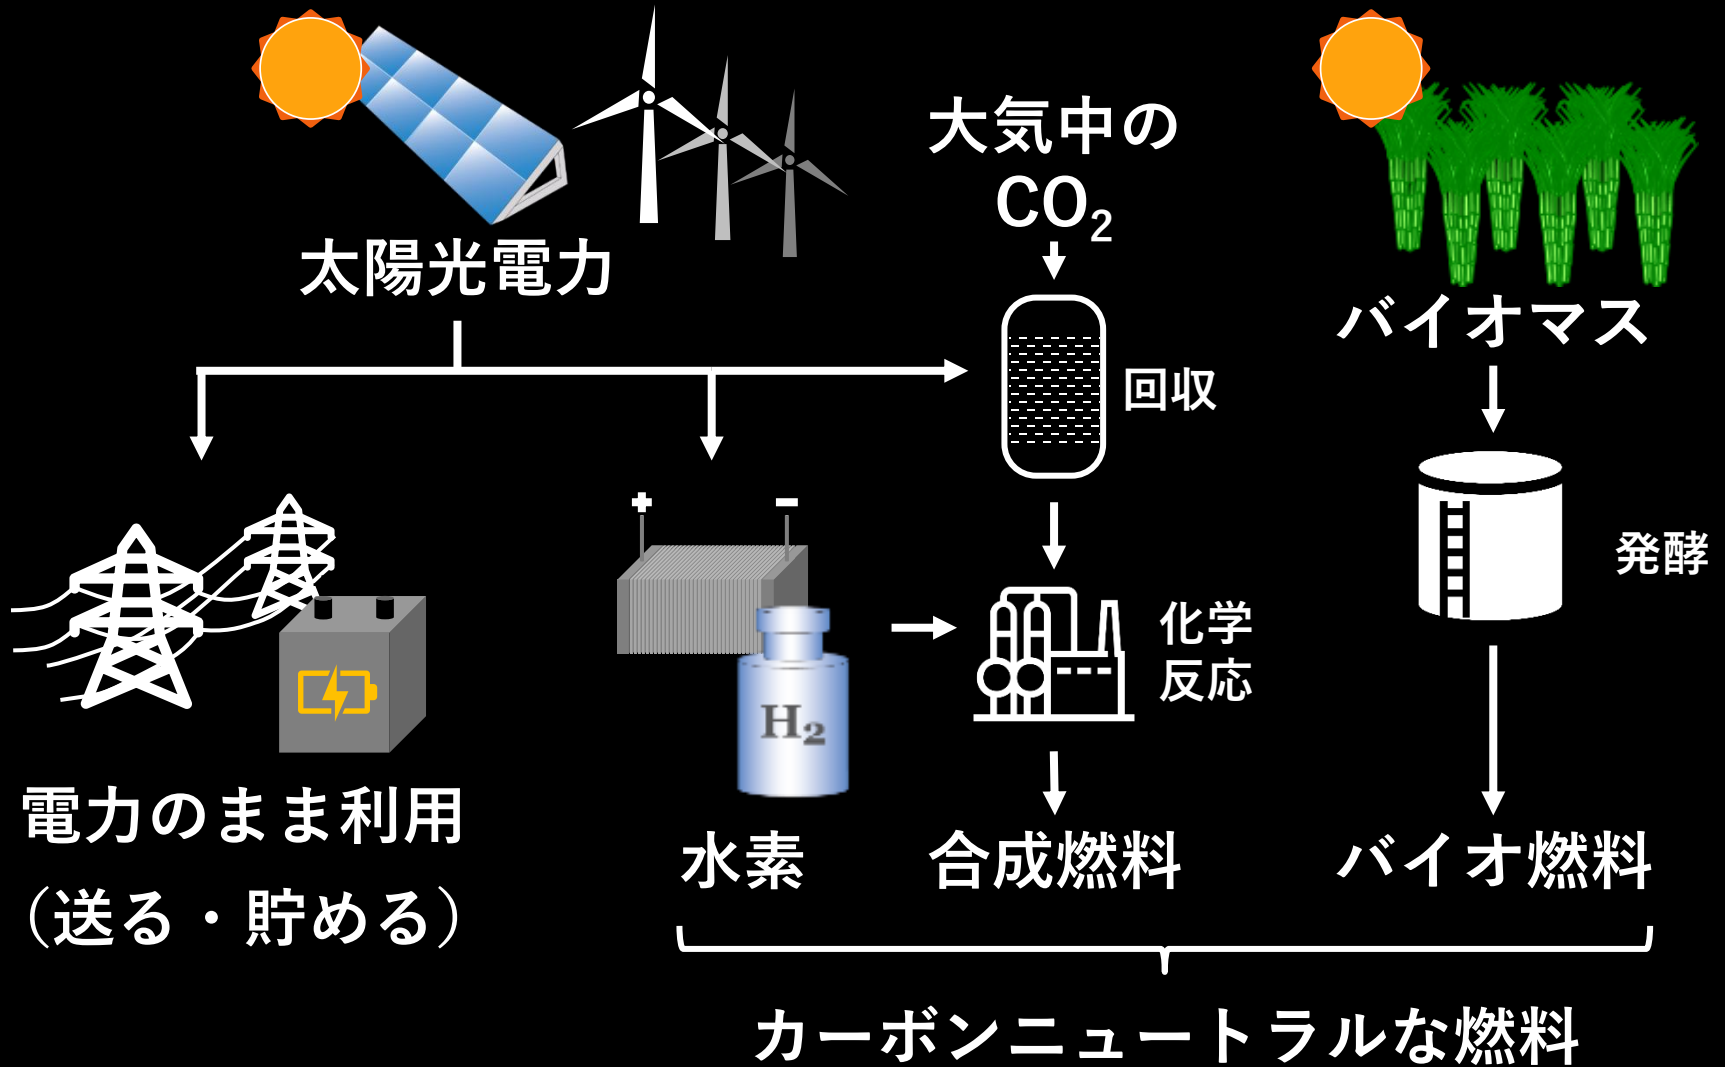 太陽光電力
大気中の
CO₂
バイオマス
回収
発酵
+ −
H₂
化学
反応
電力のまま利用
（送る・貯める）
水素
合成燃料
バイオ燃料
カーボンニュートラルな燃料